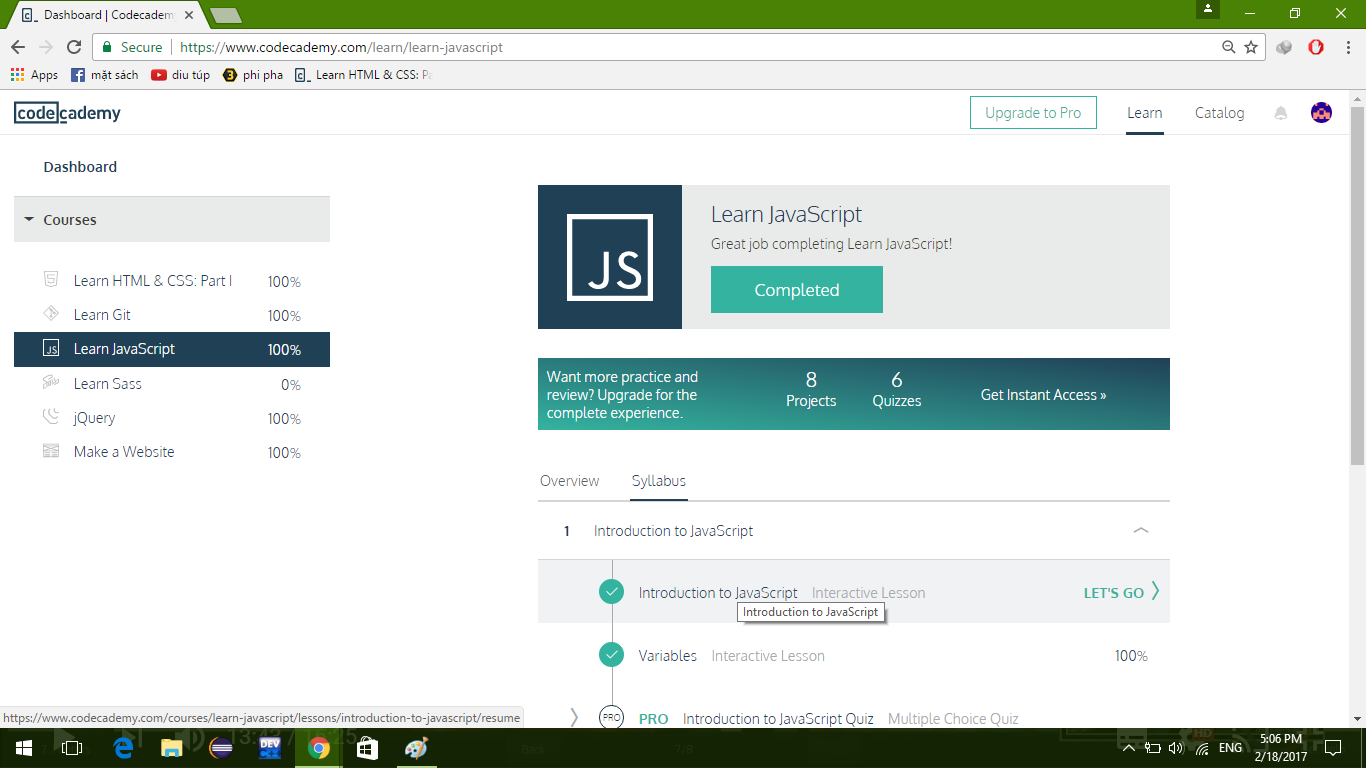 c_ Dashboard | Codecadem
Secure https://www.codecademy.com/learn/learn-javascript
Apps mặt sách diu túp phi pha c_ Learn HTML & CSS: Pa
codecademy
Upgrade to Pro Learn Catalog
Dashboard
Courses
Learn HTML & CSS: Part I 100%
Learn Git 100%
JS Learn JavaScript 100%
Learn Sass 0%
jQuery 100%
Make a Website 100%
JS
Learn JavaScript
Great job completing Learn JavaScript!
Completed
Want more practice and
review? Upgrade for the
complete experience.
8
Projects
6
Quizzes
Get Instant Access »
Overview Syllabus
1 Introduction to JavaScript
Introduction to JavaScript Interactive Lesson LET'S GO
Introduction to JavaScript
Variables Interactive Lesson 100%
PRO PRO Introduction to JavaScript Quiz Multiple Choice Quiz
https://www.codecademy.com/courses/learn-javascript/lessons/introduction-to-javascript/resume
DEV
ENG
5:06 PM
2/18/2017